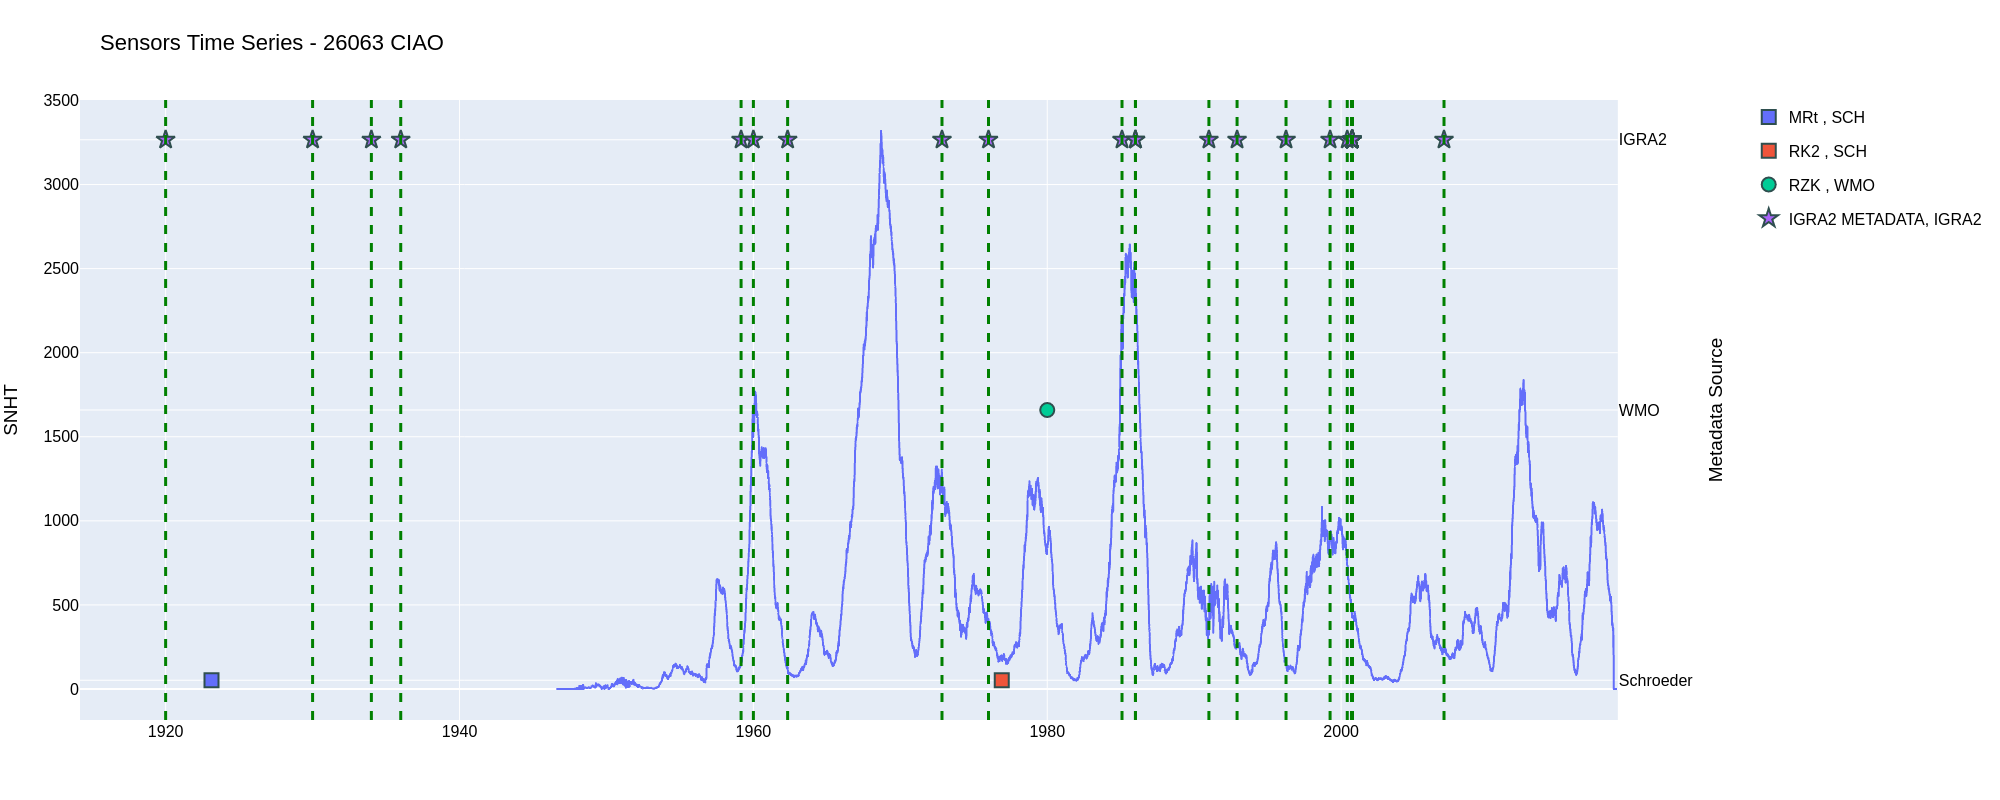 Sensors Time Series - 26063 CIAO
3500
3000
2500
2000
1500
1000
500
0
SNHT
1920
1940
1960
1980
2000
IGRA2
WMO
Schroeder
Metadata Source
MRt , SCH
RK2 , SCH
RZK , WMO
IGRA2 METADATA, IGRA2